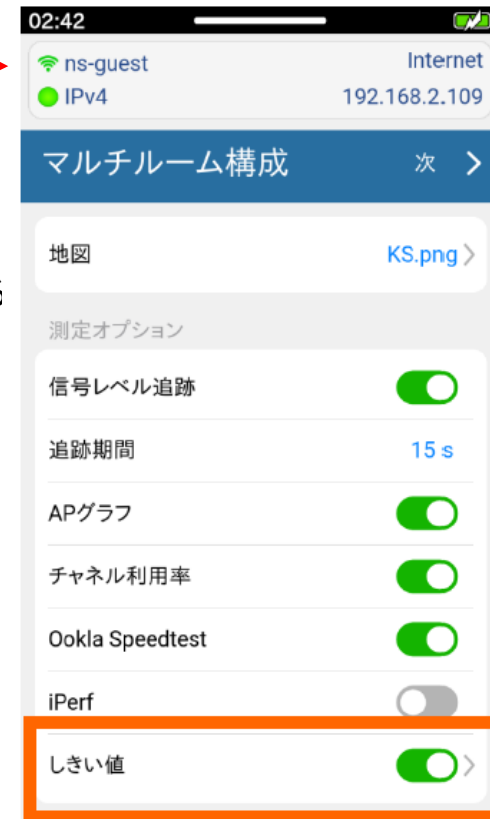 02:42
ns-guest Internet
IPv4 192.168.2.109
マルチルーム構成 次
地図 KS.png
測定オプション
信号レベル追跡
追跡期間 15 s
APグラフ
チャネル利用率
Ookla Speedtest
iPerf
しきい値